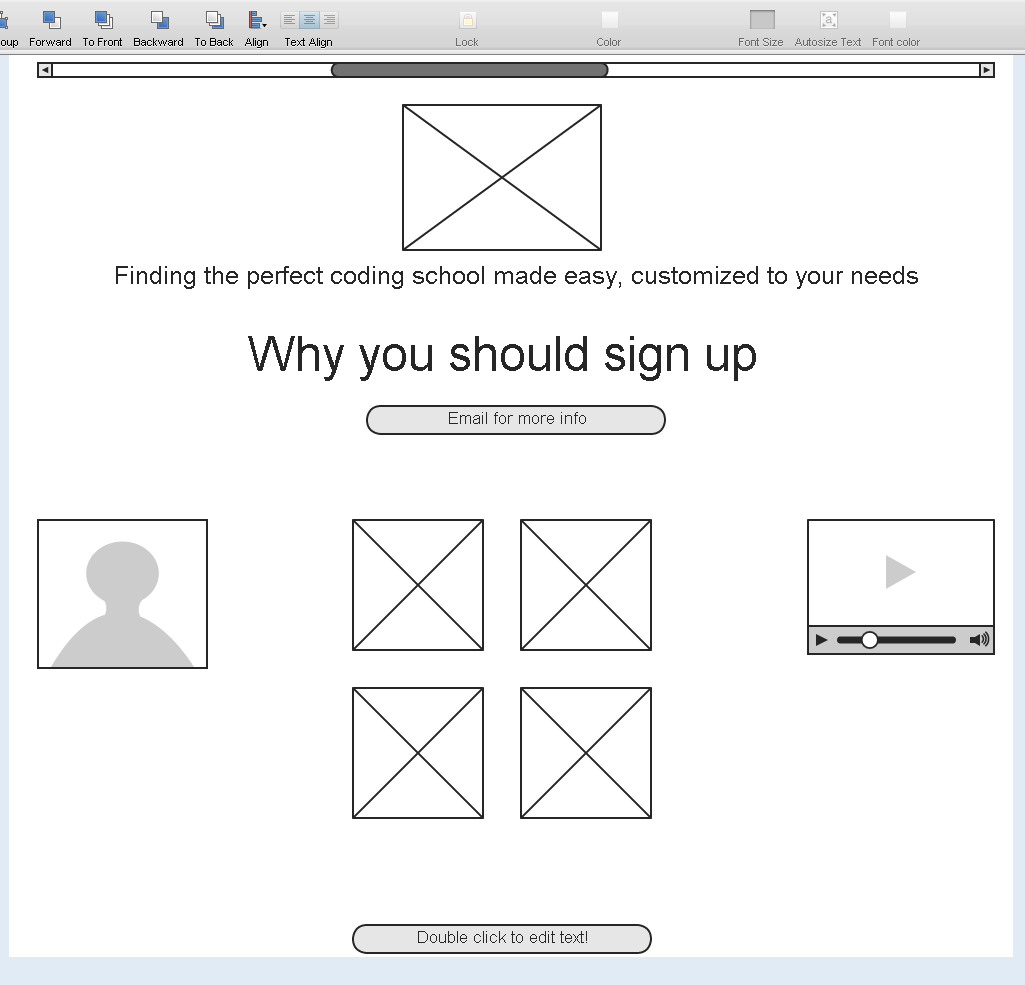 oup Forward To Front Backward To Back Align Text Align Lock Color Font Size Autosize Text Font color
Finding the perfect coding school made easy, customized to your needs
Why you should sign up
Email for more info
Double click to edit text!